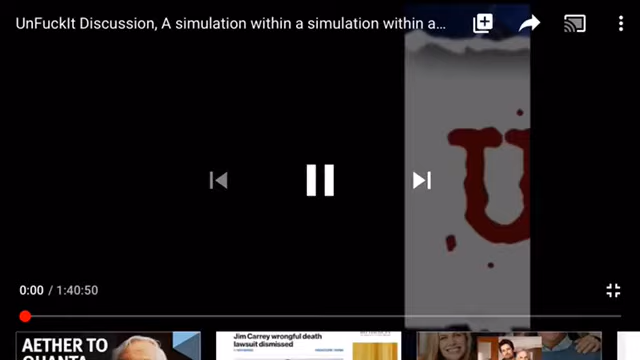 UnFuckIt Discussion, A simulation within a simulation within a...
U
0:00 / 1:40:50
AETHER TO
QUANTA
Jim Carrey wrongful death
lawsuit dismissed